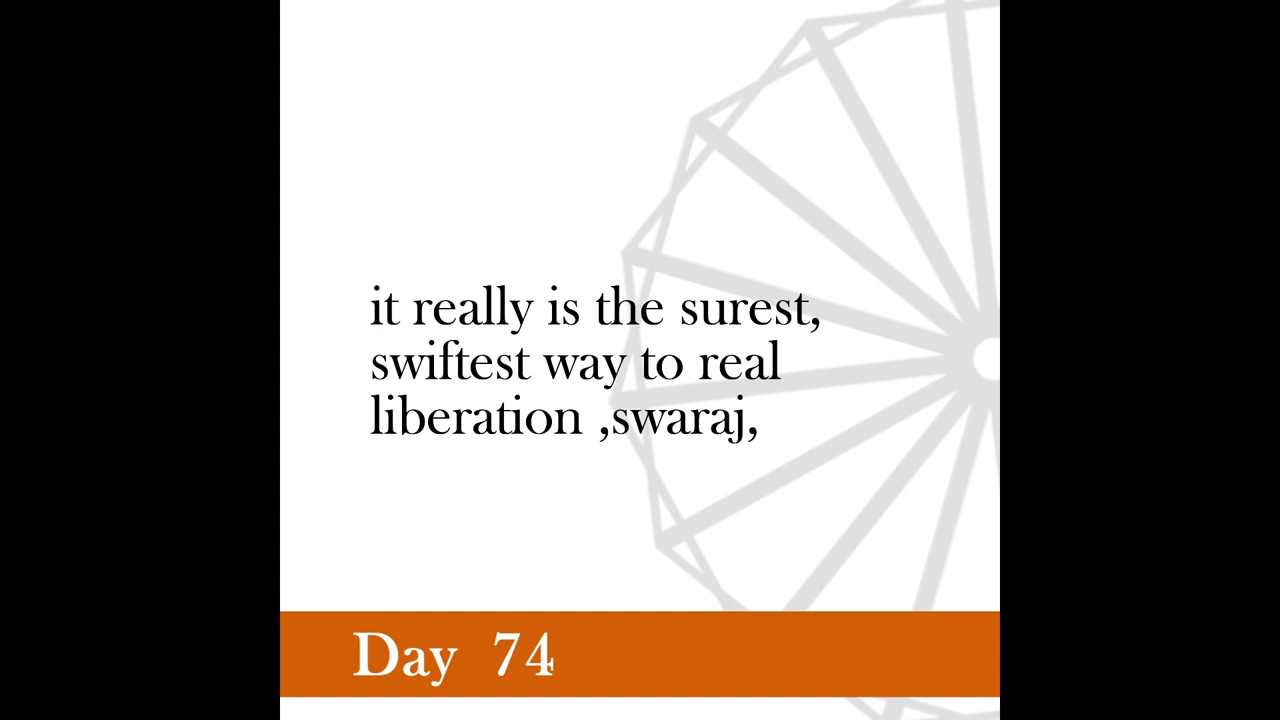 it really is the surest,
swiftest way to real
liberation ,swaraj,
Day 74